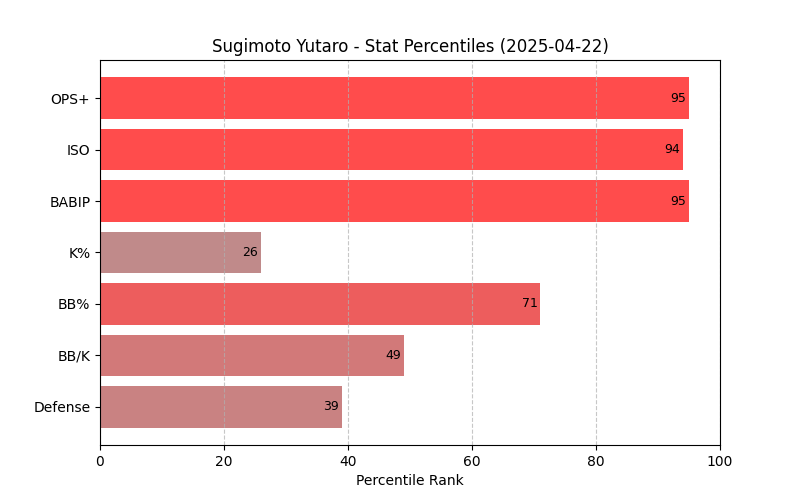 Sugimoto Yutaro - Stat Percentiles (2025-04-22)
OPS+ 95
ISO 94
BABIP 95
K% 26
BB% 71
BB/K 49
Defense 39
0 20 40 60 80 100
Percentile Rank